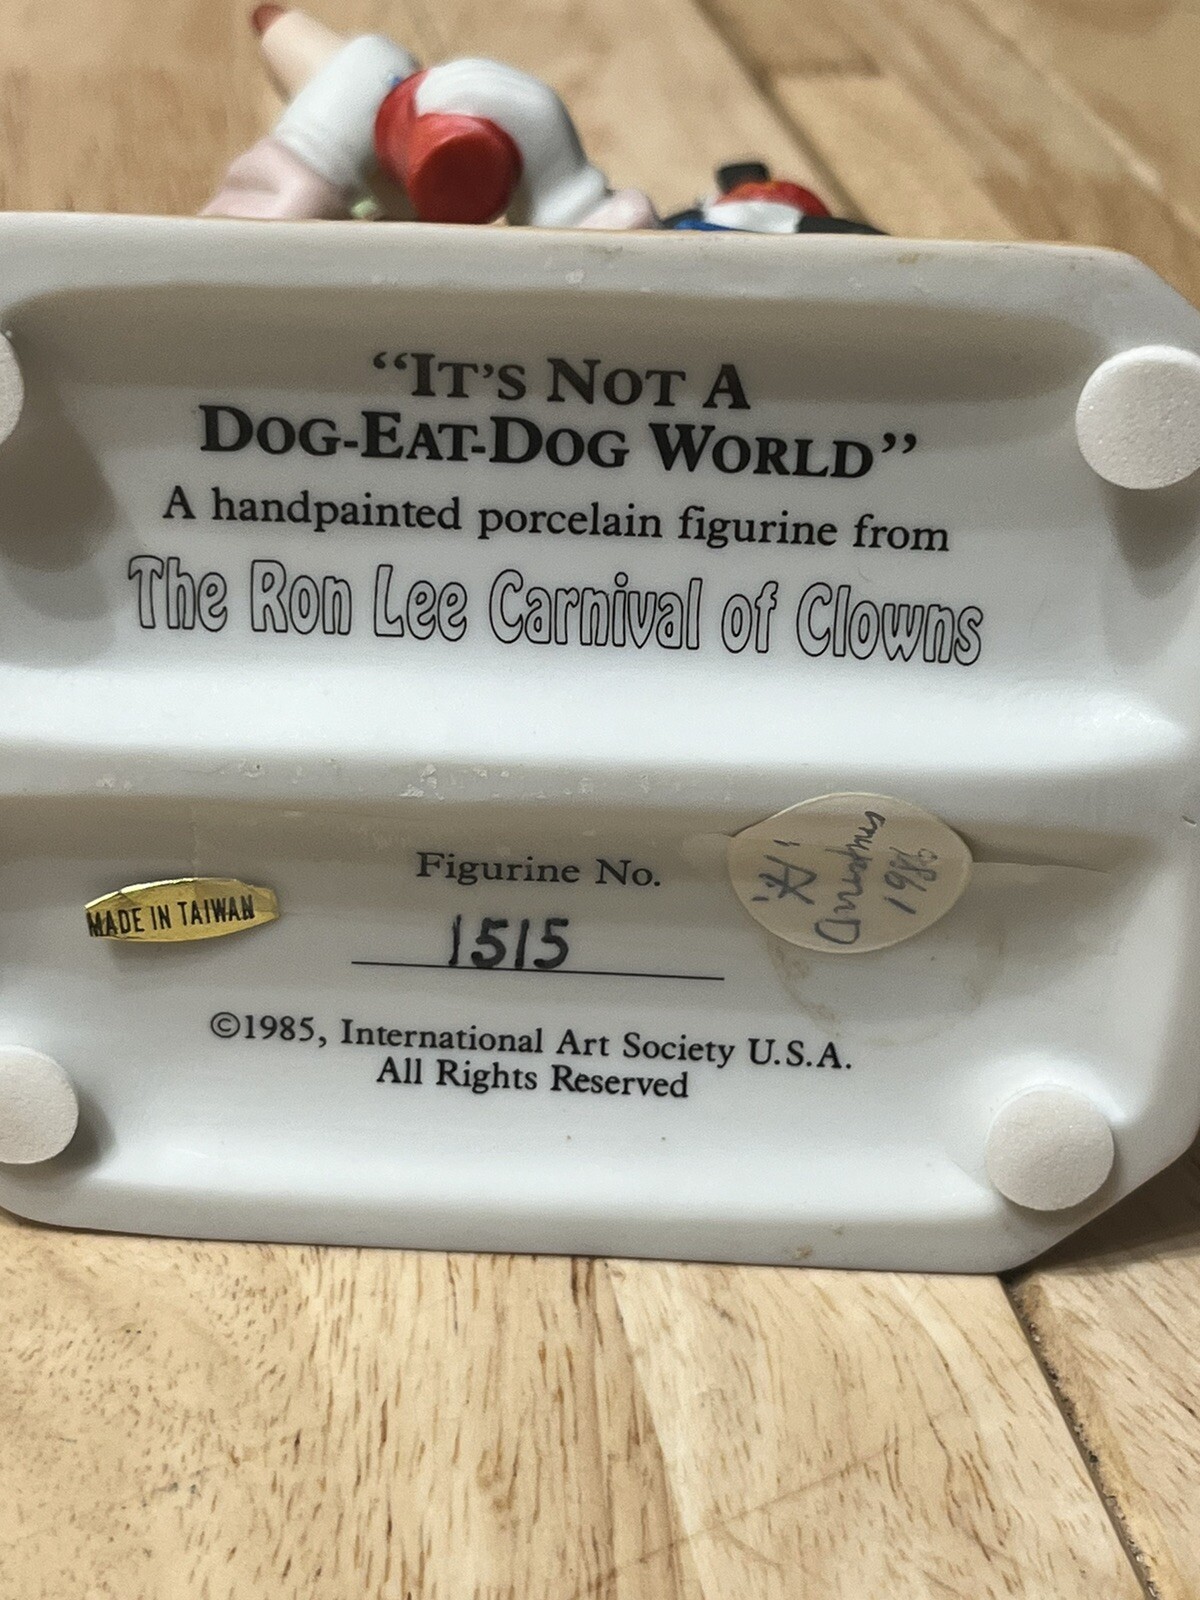 “IT’S NOT A
DOG-EAT-DOG WORLD”
A handpainted porcelain figurine from
The Ron Lee Carnival of Clowns
MADE IN TAIWAN
Figurine No.
1515
Christmas
1986
©1985, International Art Society U.S.A.
All Rights Reserved